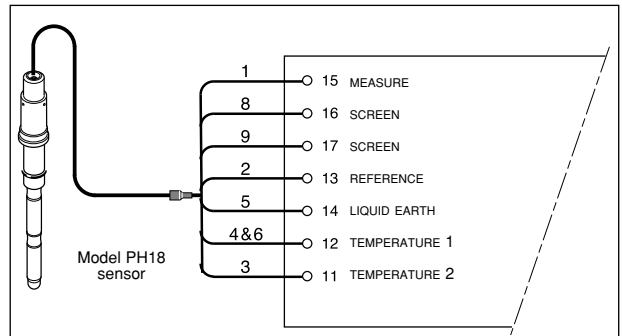 1 15 MEASURE
8 16 SCREEN
9 17 SCREEN
2 13 REFERENCE
5 14 LIQUID EARTH
4&6 12 TEMPERATURE 1
3 11 TEMPERATURE 2
Model PH18
sensor